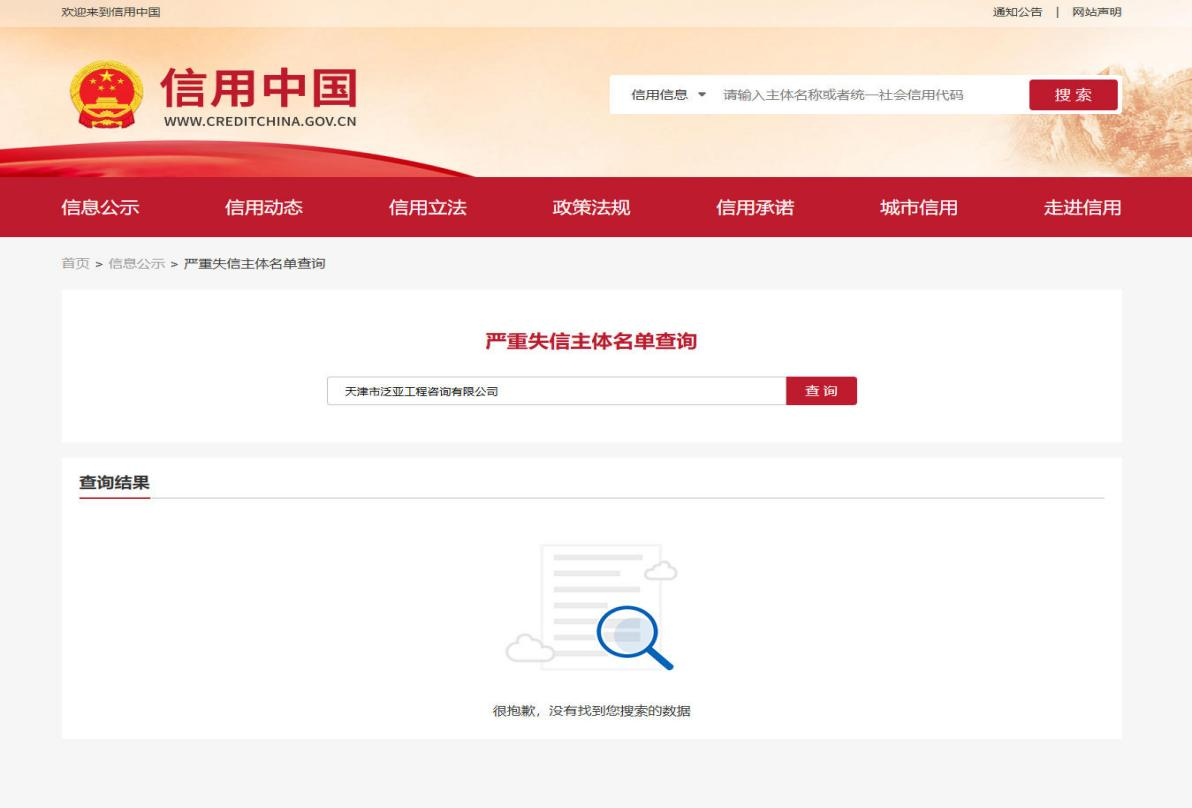 欢迎来到信用中国
通知公告 | 网站声明
信用中国
WWW.CREDITCHINA.GOV.CN
信用信息 请输入主体名称或者统一社会信用代码 搜索
信息公示 信用动态 信用立法 政策法规 信用承诺 城市信用 走进信用
首页 > 信息公示 > 严重失信主体名单查询
严重失信主体名单查询
天津市泛亚工程咨询有限公司 查询
查询结果
很抱歉，没有找到您搜索的数据